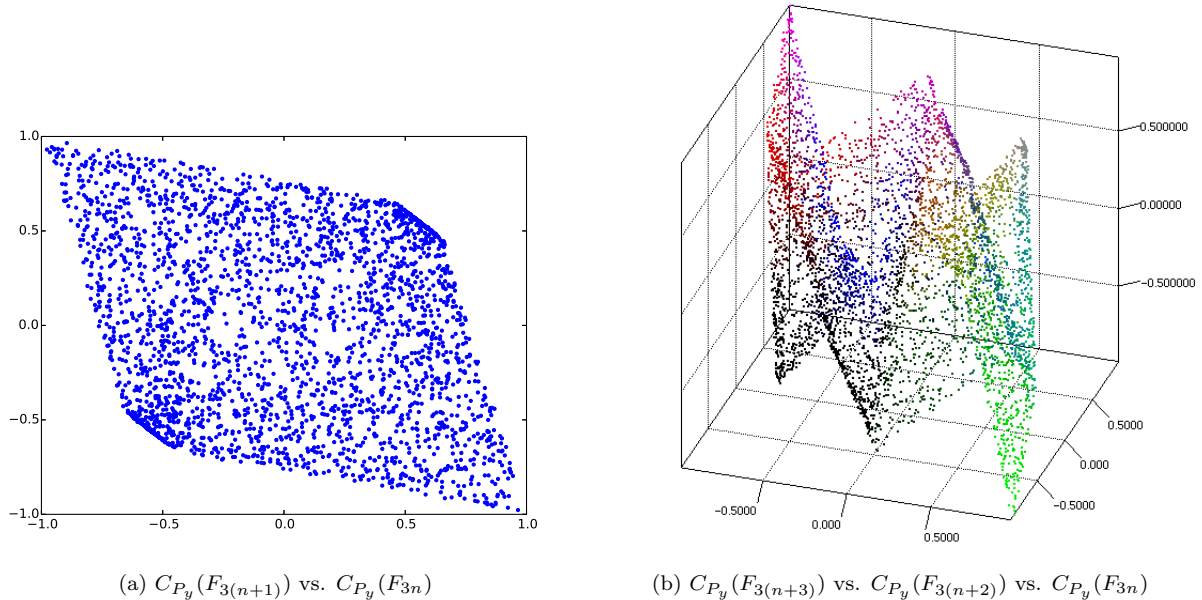 1.0
0.5
0.0
−0.5
−1.0
−1.0 −0.5 0.0 0.5 1.0
0.500000
0.00000
−0.500000
0.5000
0.000
−0.5000
−0.5000 0.000 0.5000
(a) $C_{P_y}(F_{3(n+1)})$ vs. $C_{P_y}(F_{3n})$
(b) $C_{P_y}(F_{3(n+3)})$ vs. $C_{P_y}(F_{3(n+2)})$ vs. $C_{P_y}(F_{3n})$